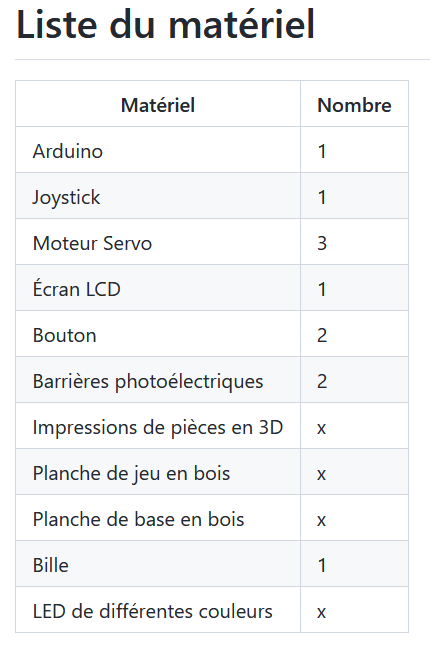 Liste du matériel
Matériel Nombre
Arduino 1
Joystick 1
Moteur Servo 3
Écran LCD 1
Bouton 2
Barrières photoélectriques 2
Impressions de pièces en 3D x
Planche de jeu en bois x
Planche de base en bois x
Bille 1
LED de différentes couleurs x